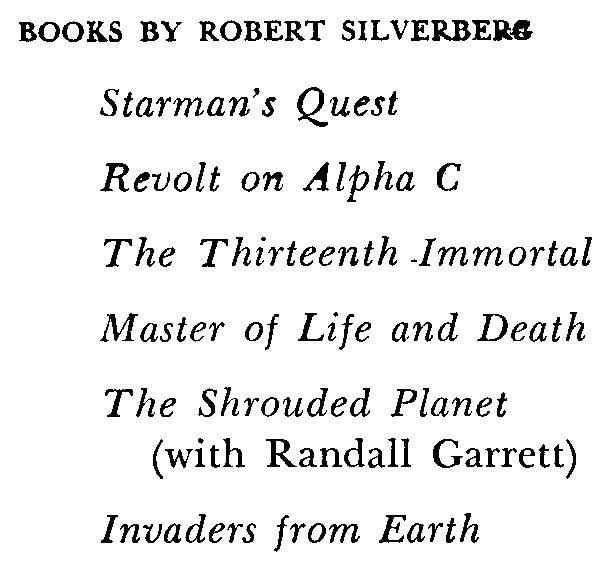 BOOKS BY ROBERT SILVERBERG
Starman's Quest
Revolt on Alpha C
The Thirteenth Immortal
Master of Life and Death
The Shrouded Planet
(with Randall Garrett)
Invaders from Earth